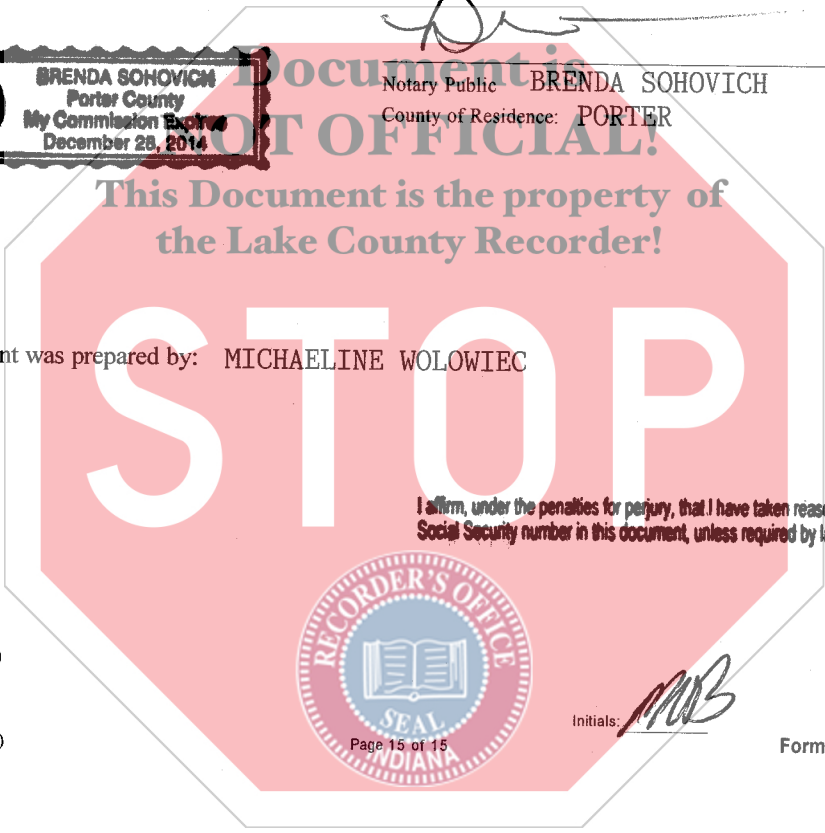 Document is
BRENDA SOHOVICH
Porter County
My Commission Expires
December 28, 2014
Notary Public BRENDA SOHOVICH
County of Residence: PORTER
NOT OFFICIAL!
This Document is the property of
the Lake County Recorder!
STOP
nt was prepared by: MICHAELINE WOLOWIEC
I affirm, under the penalties for perjury, that I have taken reas
Social Security number in this document, unless required by l
RECORDER'S OFFICE
SEAL
INDIANA
Initials: MWB
Page 15 of 15
Form
)